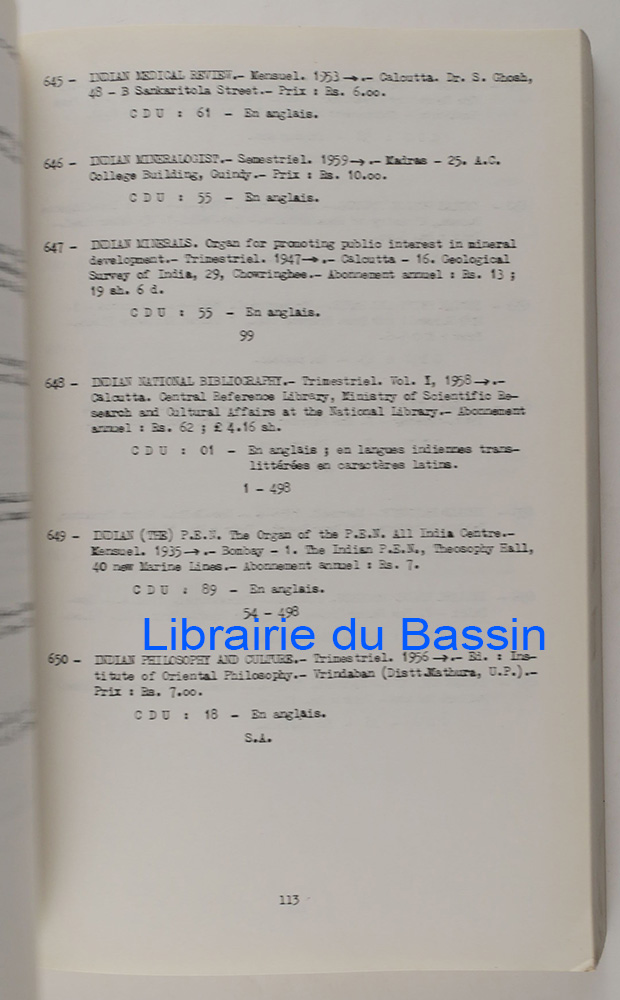 645 - INDIAN MEDICAL REVIEW.- Mensuel. 1953 →.- Calcutta. Dr. S. Ghosh,
48 - B Sankaritola Street.- Prix : Rs. 6.oo.
C D U : 61 - En anglais.
646 - INDIAN MINERALOGIST.- Semestriel. 1959→.- Madras - 25. A.C.
College Building, Guindy.- Prix : Rs. 10.oo.
C D U : 55 - En anglais.
647 - INDIAN MINERALS. Organ for promoting public interest in mineral
development.- Trimestriel. 1947→.- Calcutta - 16. Geological
Survey of India, 29, Chowringhee.- Abonnement annuel : Rs. 13 ;
19 sh. 6 d.
C D U : 55 - En anglais.
99
648 - INDIAN NATIONAL BIBLIOGRAPHY.- Trimestriel. Vol. I, 1958→.-
Calcutta. Central Reference Library, Ministry of Scientific Re-
search and Cultural Affairs at the National Library.- Abonnement
annuel : Rs. 62 ; £ 4.16 sh.
C D U : 01 - En anglais ; en langues indiennes trans-
littérées en caractères latins.
1 - 498
649 - INDIAN (THE) P.E.N. The Organ of the P.E.N. All India Centre.-
Mensuel. 1935→.- Bombay - 1. The Indian P.E.N., Theosophy Hall,
40 new Marine Lines.- Abonnement annuel : Rs. 7.
C D U : 89 - En anglais.
54 - 498
Librairie du Bassin
650 - INDIAN PHILOSOPHY AND CULTURE.- Trimestriel. 1956→.- Ed. : Ins-
titute of Oriental Philosophy.- Vrindaban (Distt.Mathura, U.P.).-
Prix : Rs. 7.oo.
C D U : 18 - En anglais.
S.A.
113